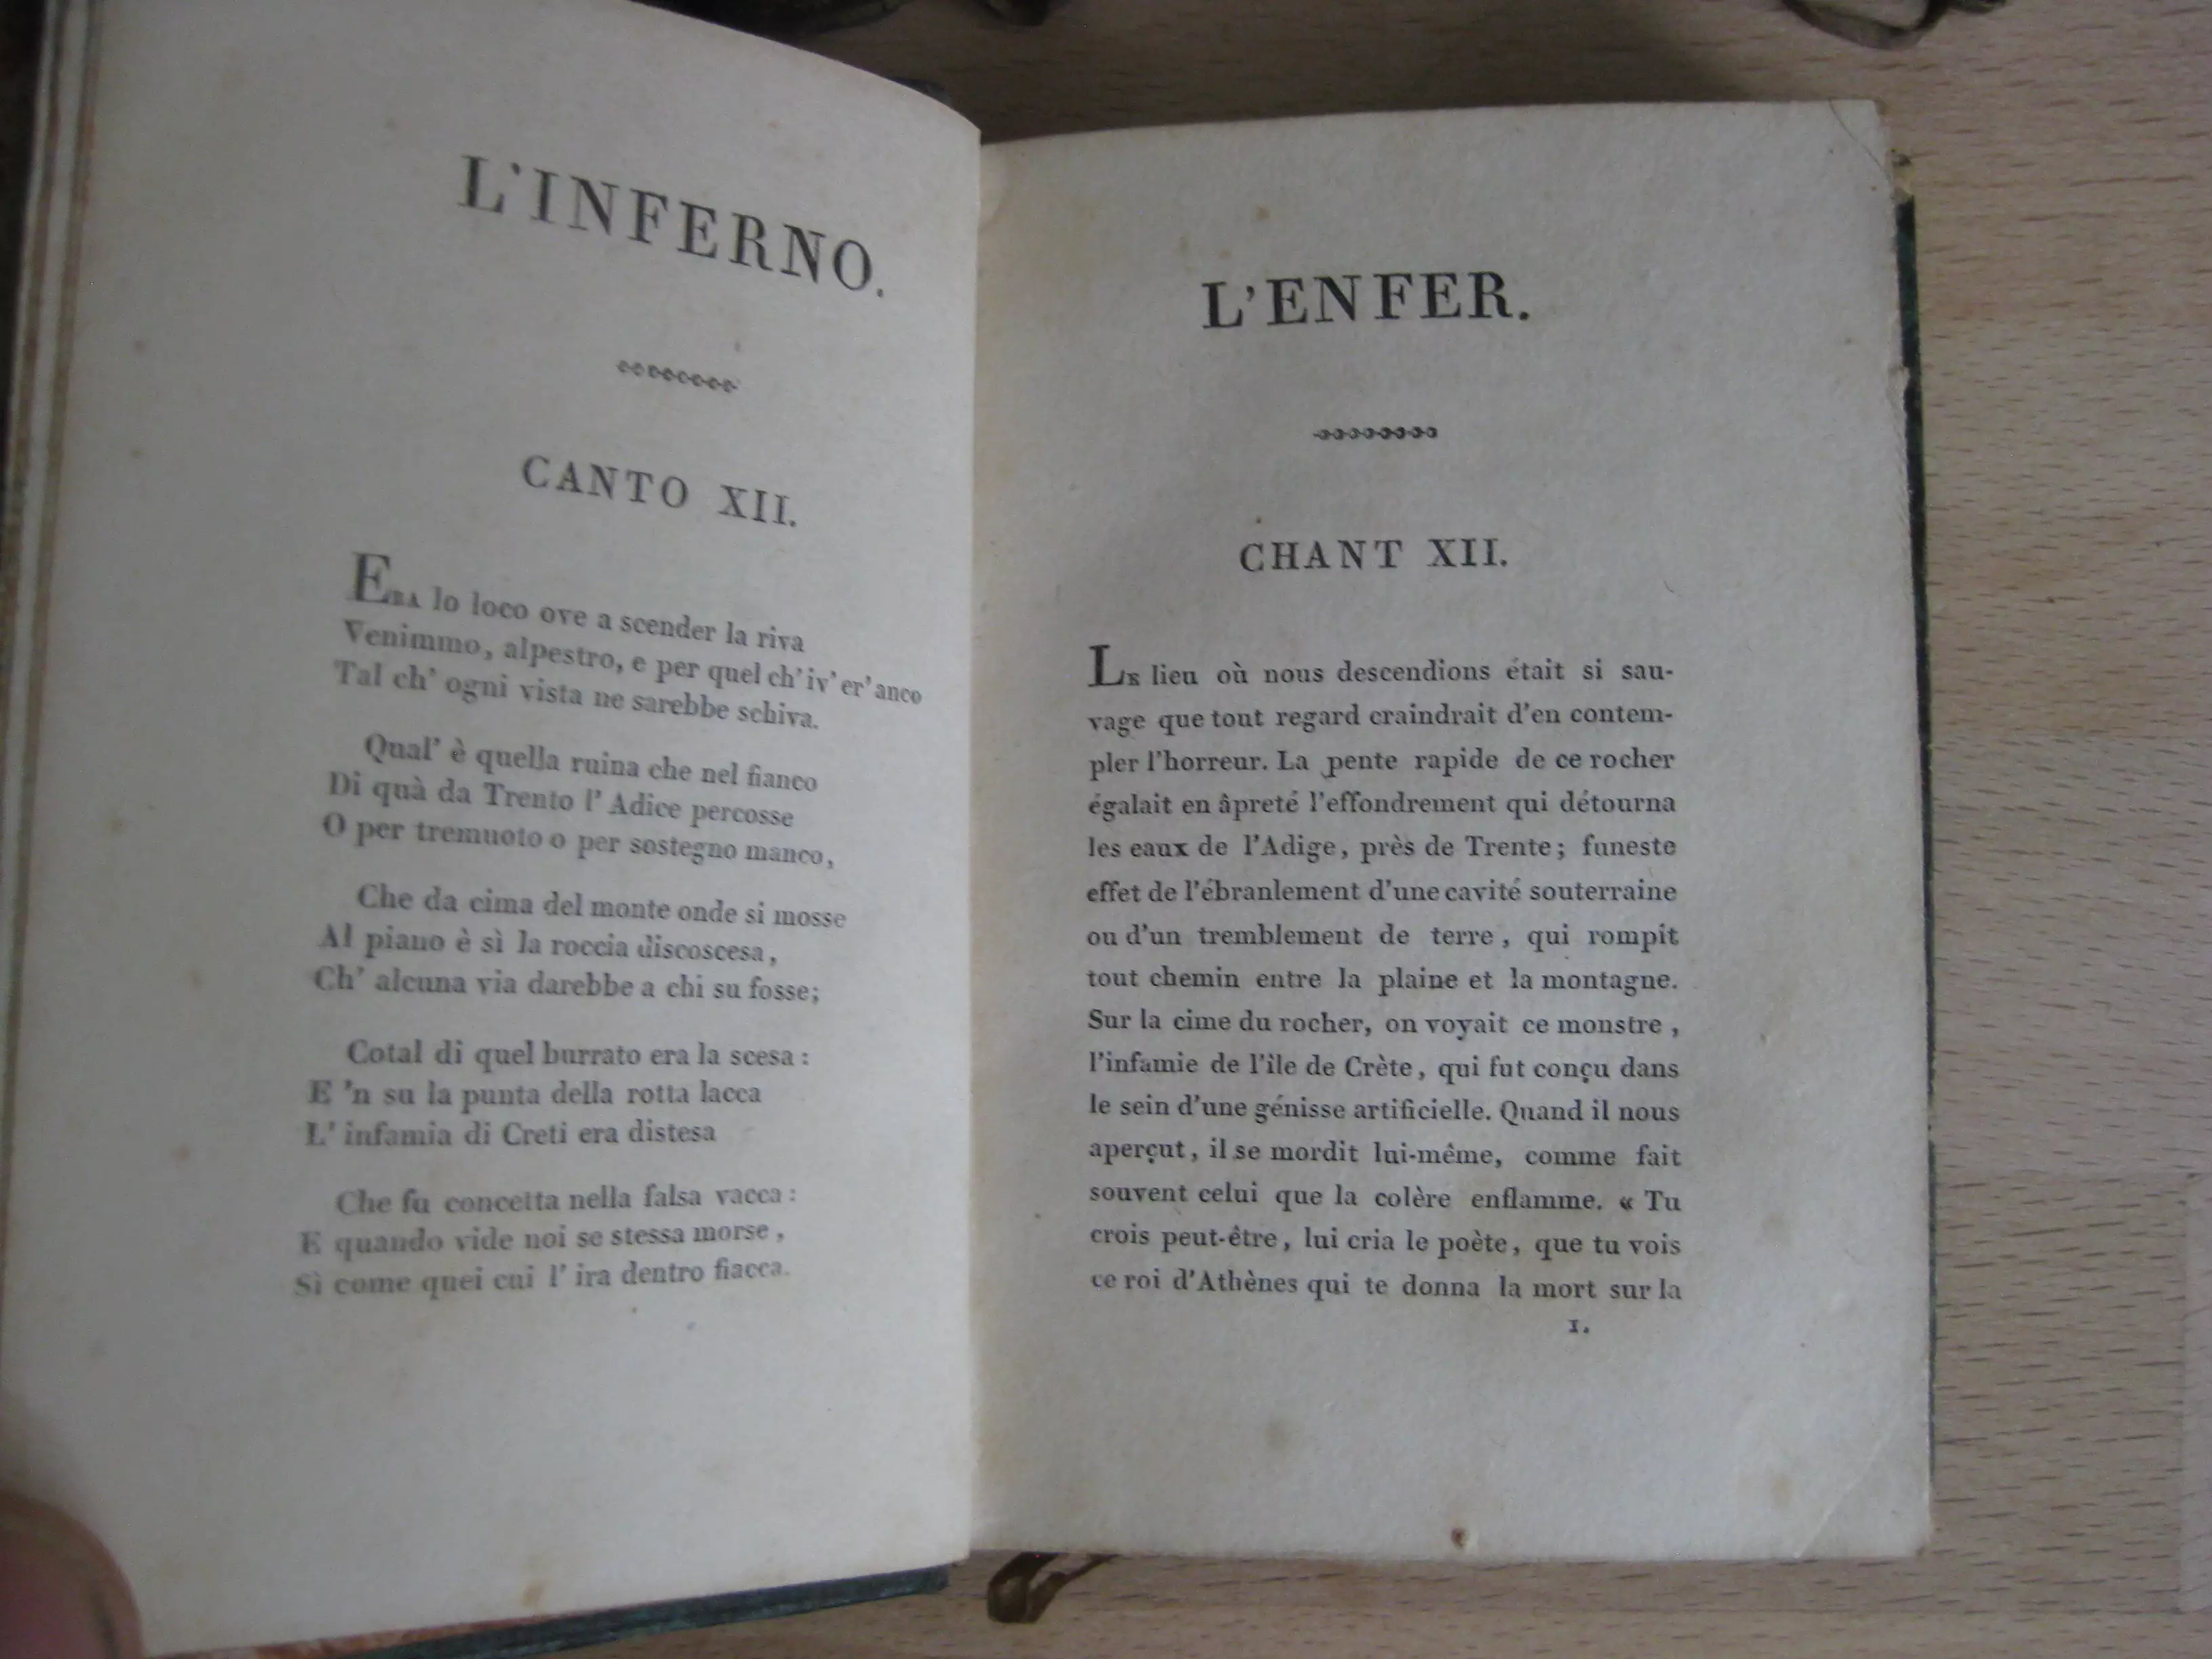 L'INFERNO.
CANTO XII.
ERA lo loco ove a scender la riva
Venimmo, alpestro, e per quel ch' iv' er' anco
Tal ch' ogni vista ne sarebbe schiva.
Qual' è quella ruina che nel fianco
Di quà da Trento l' Adice percosse
O per tremuoto o per sostegno manco,
Che da cima del monte onde si mosse
Al piano è sì la roccia discoscesa,
Ch' alcuna via darebbe a chi su fosse;
Cotal di quel burrato era la scesa:
E 'n su la punta della rotta lacca
L' infamia di Creti era distesa
Che fu concetta nella falsa vacca:
E quando vide noi se stessa morse,
Sì come quei cui l' ira dentro fiacca.
L'ENFER.
CHANT XII.
LE lieu où nous descendions était si sau-
vage que tout regard craindrait d'en contem-
pler l'horreur. La pente rapide de ce rocher
égalait en âpreté l'effondrement qui détourna
les eaux de l'Adige, près de Trente; funeste
effet de l'ébranlement d'une cavité souterraine
ou d'un tremblement de terre, qui rompit
tout chemin entre la plaine et la montagne.
Sur la cime du rocher, on voyait ce monstre,
l'infamie de l'île de Crète, qui fut conçu dans
le sein d'une génisse artificielle. Quand il nous
aperçut, il se mordit lui-même, comme fait
souvent celui que la colère enflamme. « Tu
crois peut-être, lui cria le poète, que tu vois
ce roi d'Athènes qui te donna la mort sur la
1.